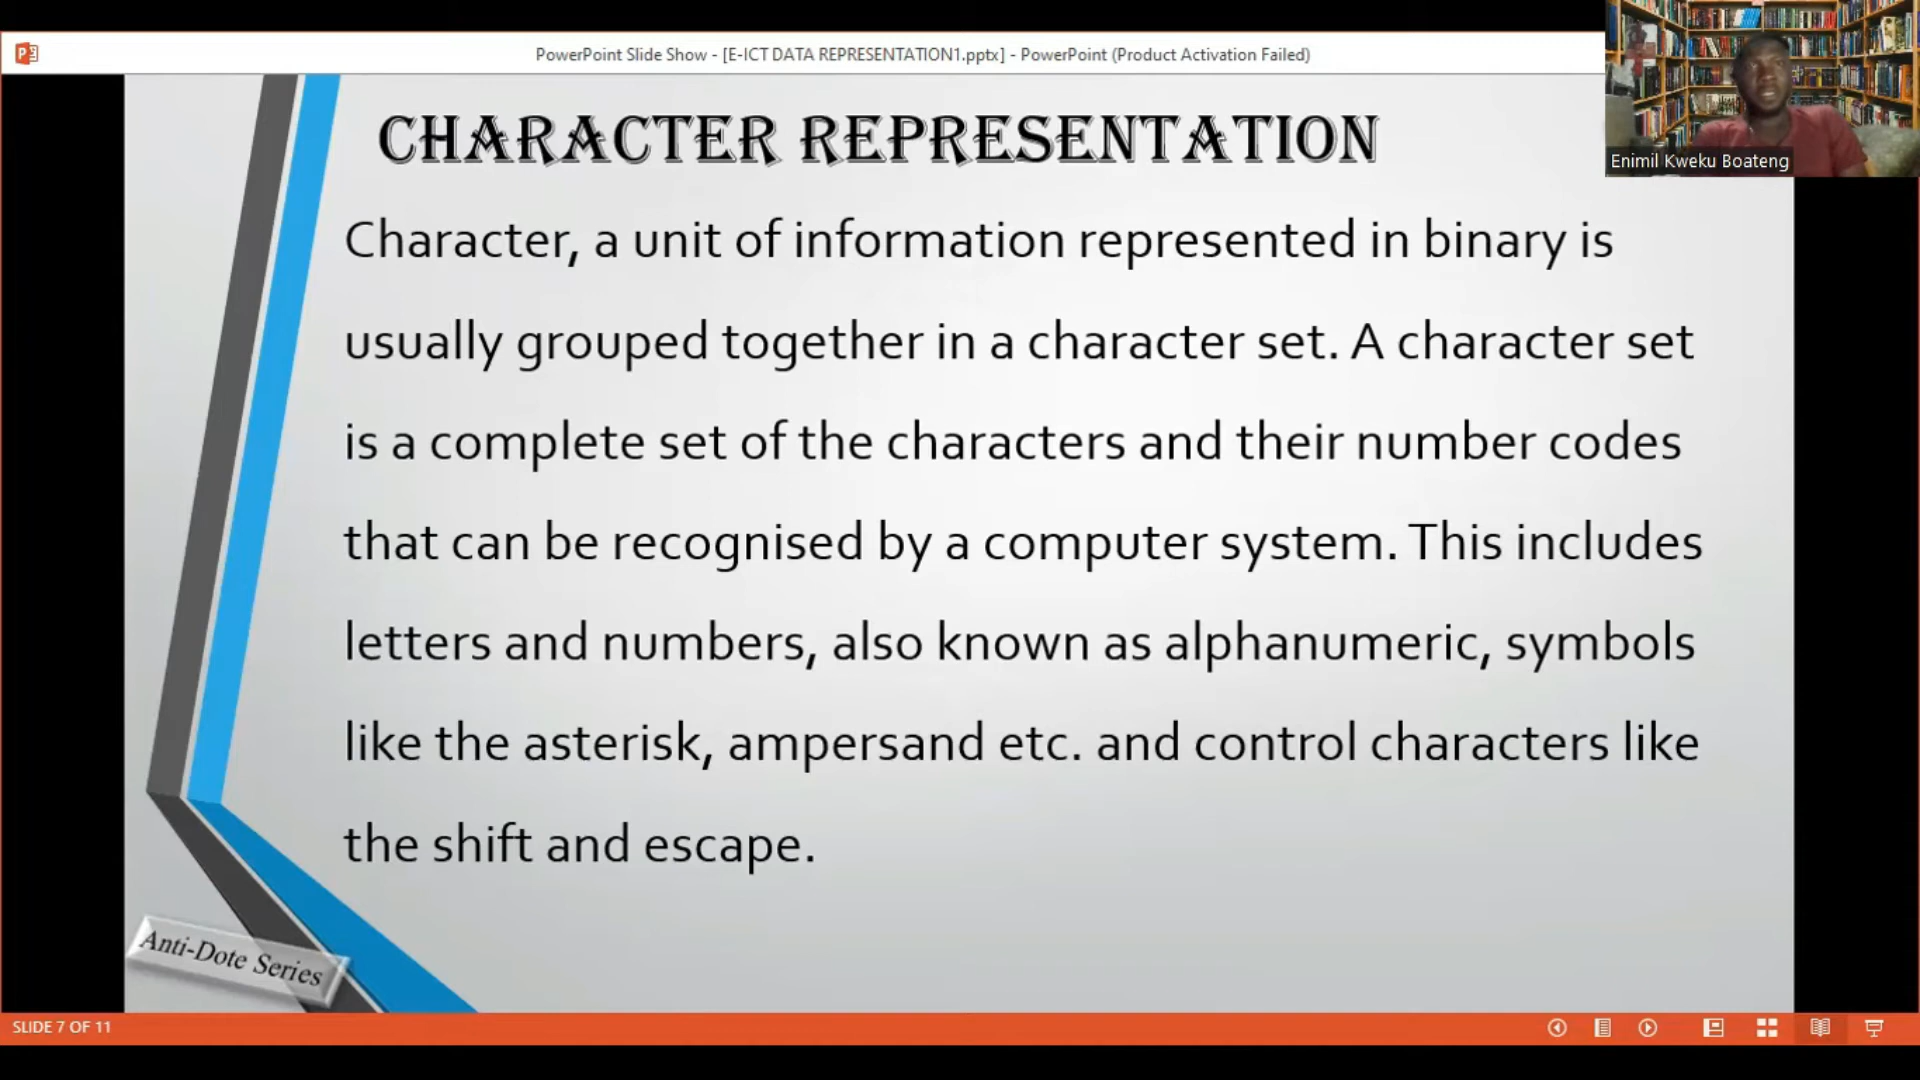 PowerPoint Slide Show - [E-ICT DATA REPRESENTATION1.pptx] - PowerPoint (Product Activation Failed)
Enimil Kweku Boateng
CHARACTER REPRESENTATION
Character, a unit of information represented in binary is
usually grouped together in a character set. A character set
is a complete set of the characters and their number codes
that can be recognised by a computer system. This includes
letters and numbers, also known as alphanumeric, symbols
like the asterisk, ampersand etc. and control characters like
the shift and escape.
Anti-Dote Series
SLIDE 7 OF 11